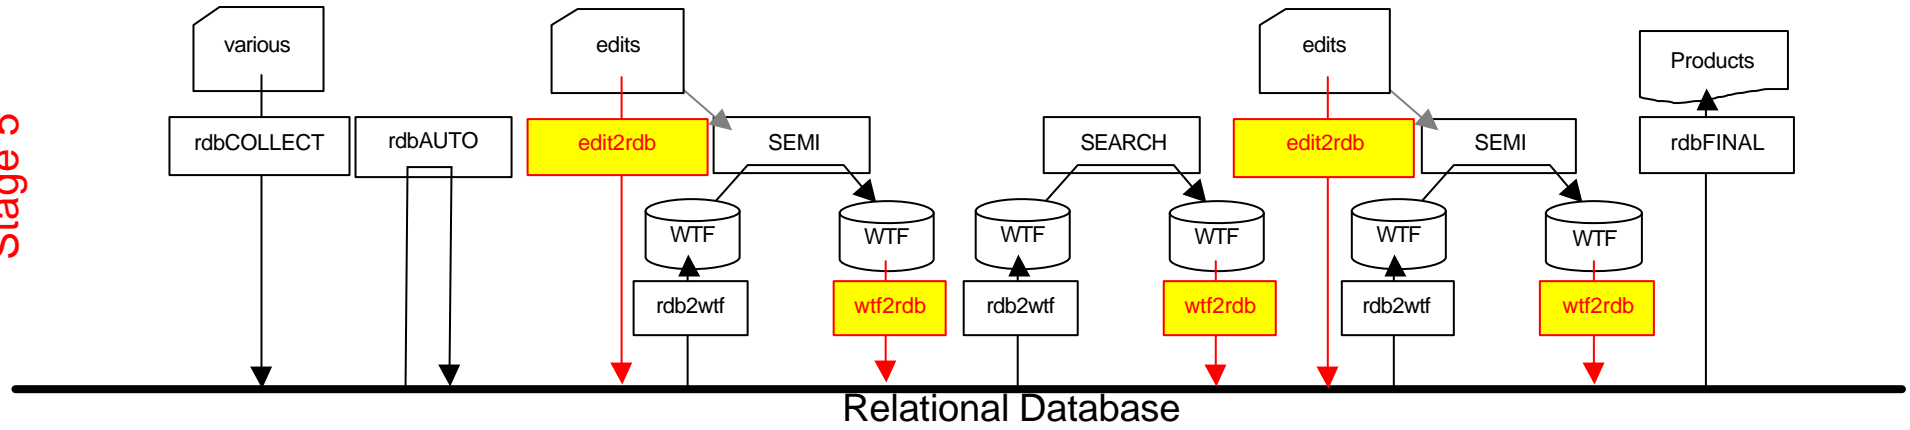 Stage 5
various
edits
edits
Products
rdbCOLLECT
rdbAUTO
edit2rdb
SEMI
SEARCH
edit2rdb
SEMI
rdbFINAL
WTF
WTF
WTF
WTF
WTF
WTF
rdb2wtf
wtf2rdb
rdb2wtf
wtf2rdb
rdb2wtf
wtf2rdb
Relational Database